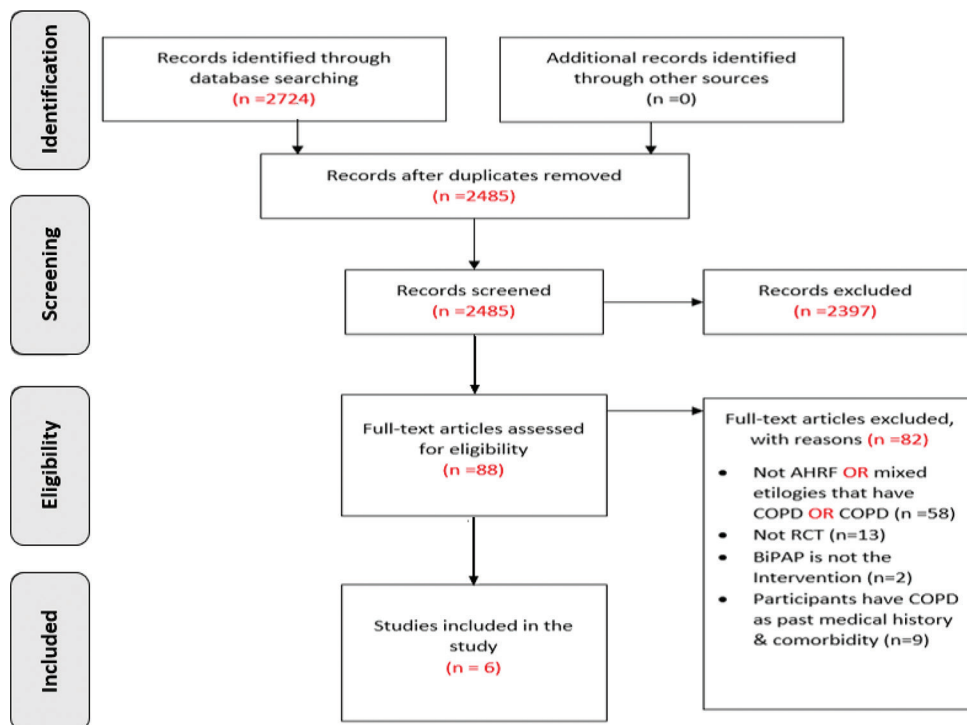 Identification
Records identified through
database searching
(n =2724)
Additional records identified
through other sources
(n =0)
Records after duplicates removed
(n =2485)
Screening
Records screened
(n =2485)
Records excluded
(n =2397)
Eligibility
Full-text articles assessed
for eligibility
(n =88)
Full-text articles excluded,
with reasons (n =82)
• Not AHRF OR mixed
etilogies that have
COPD OR COPD (n =58)
• Not RCT (n=13)
• BiPAP is not the
Intervention (n=2)
• Participants have COPD
as past medical history
& comorbidity (n=9)
Included
Studies included in the
study
(n = 6)